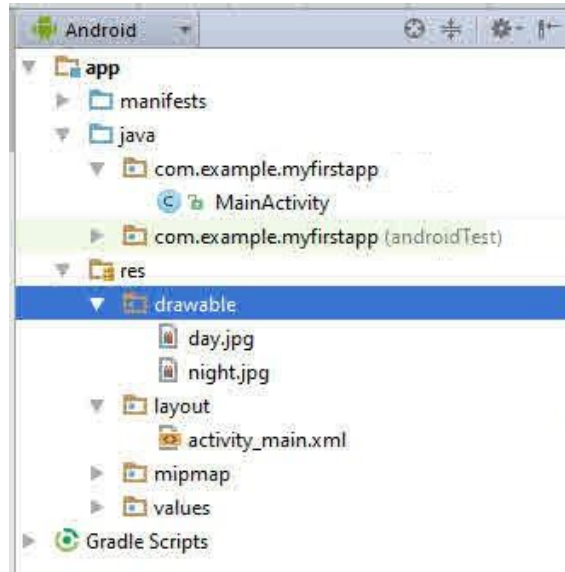 Android
app
manifests
java
com.example.myfirstapp
MainActivity
com.example.myfirstapp (androidTest)
res
drawable
day.jpg
night.jpg
layout
activity_main.xml
mipmap
values
Gradle Scripts